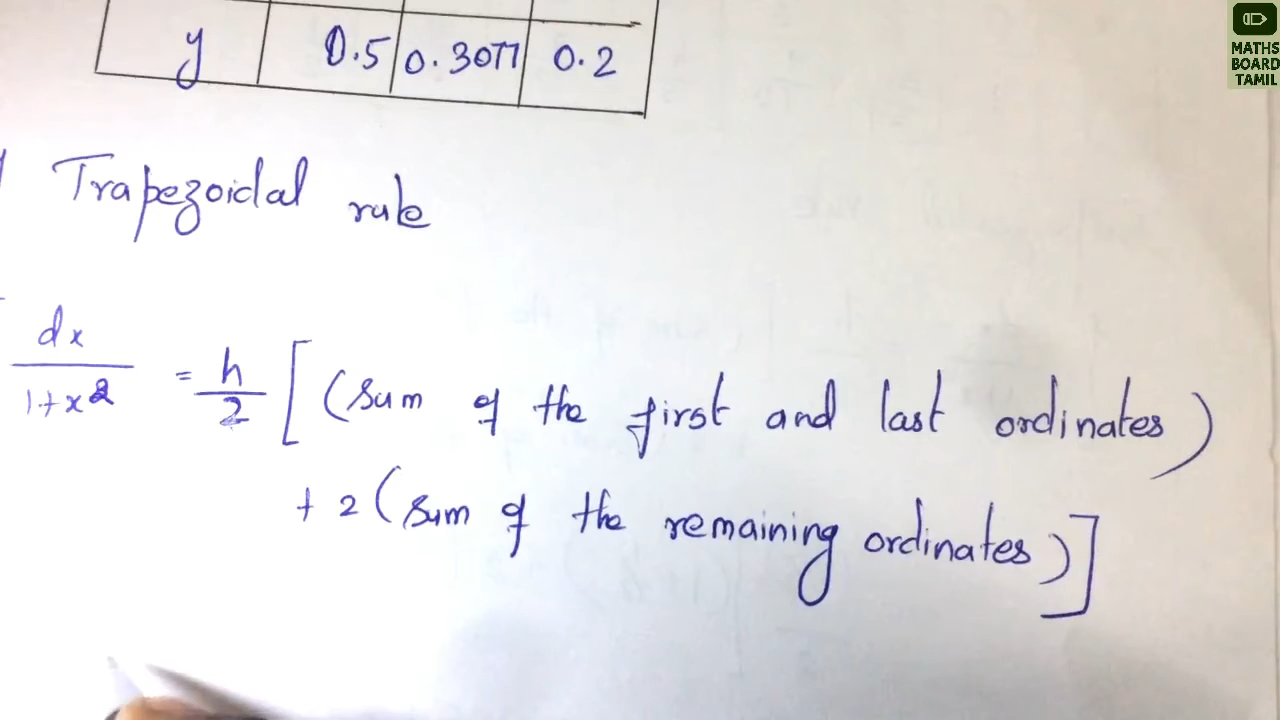 y 0.5 0.3077 0.2
MATHS
BOARD
TAMIL
Trapezoidal rule
dx
1+x2 = h/2 [ (sum of the first and last ordinates)
+ 2 (sum of the remaining ordinates) ]